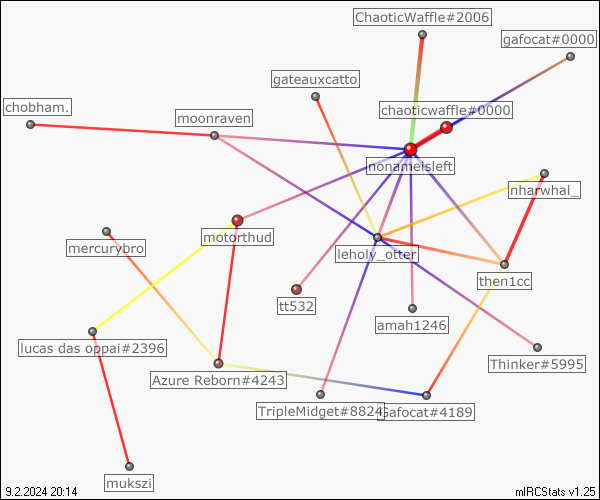 ChaoticWaffle#2006
gafocat#0000
gateauxcatto
chobham.
chaoticwaffle#0000
moonraven
nonameisleft
nharwhal_
motorthud
mercurybro
leholy_otter
then1cc
tt532
amah1246
lucas das oppai#2396
Thinker#5995
Azure Reborn#4243
TripleMidget#8824
Gafocat#4189
mukszi
9.2.2024 20:14
mIRCStats v1.25